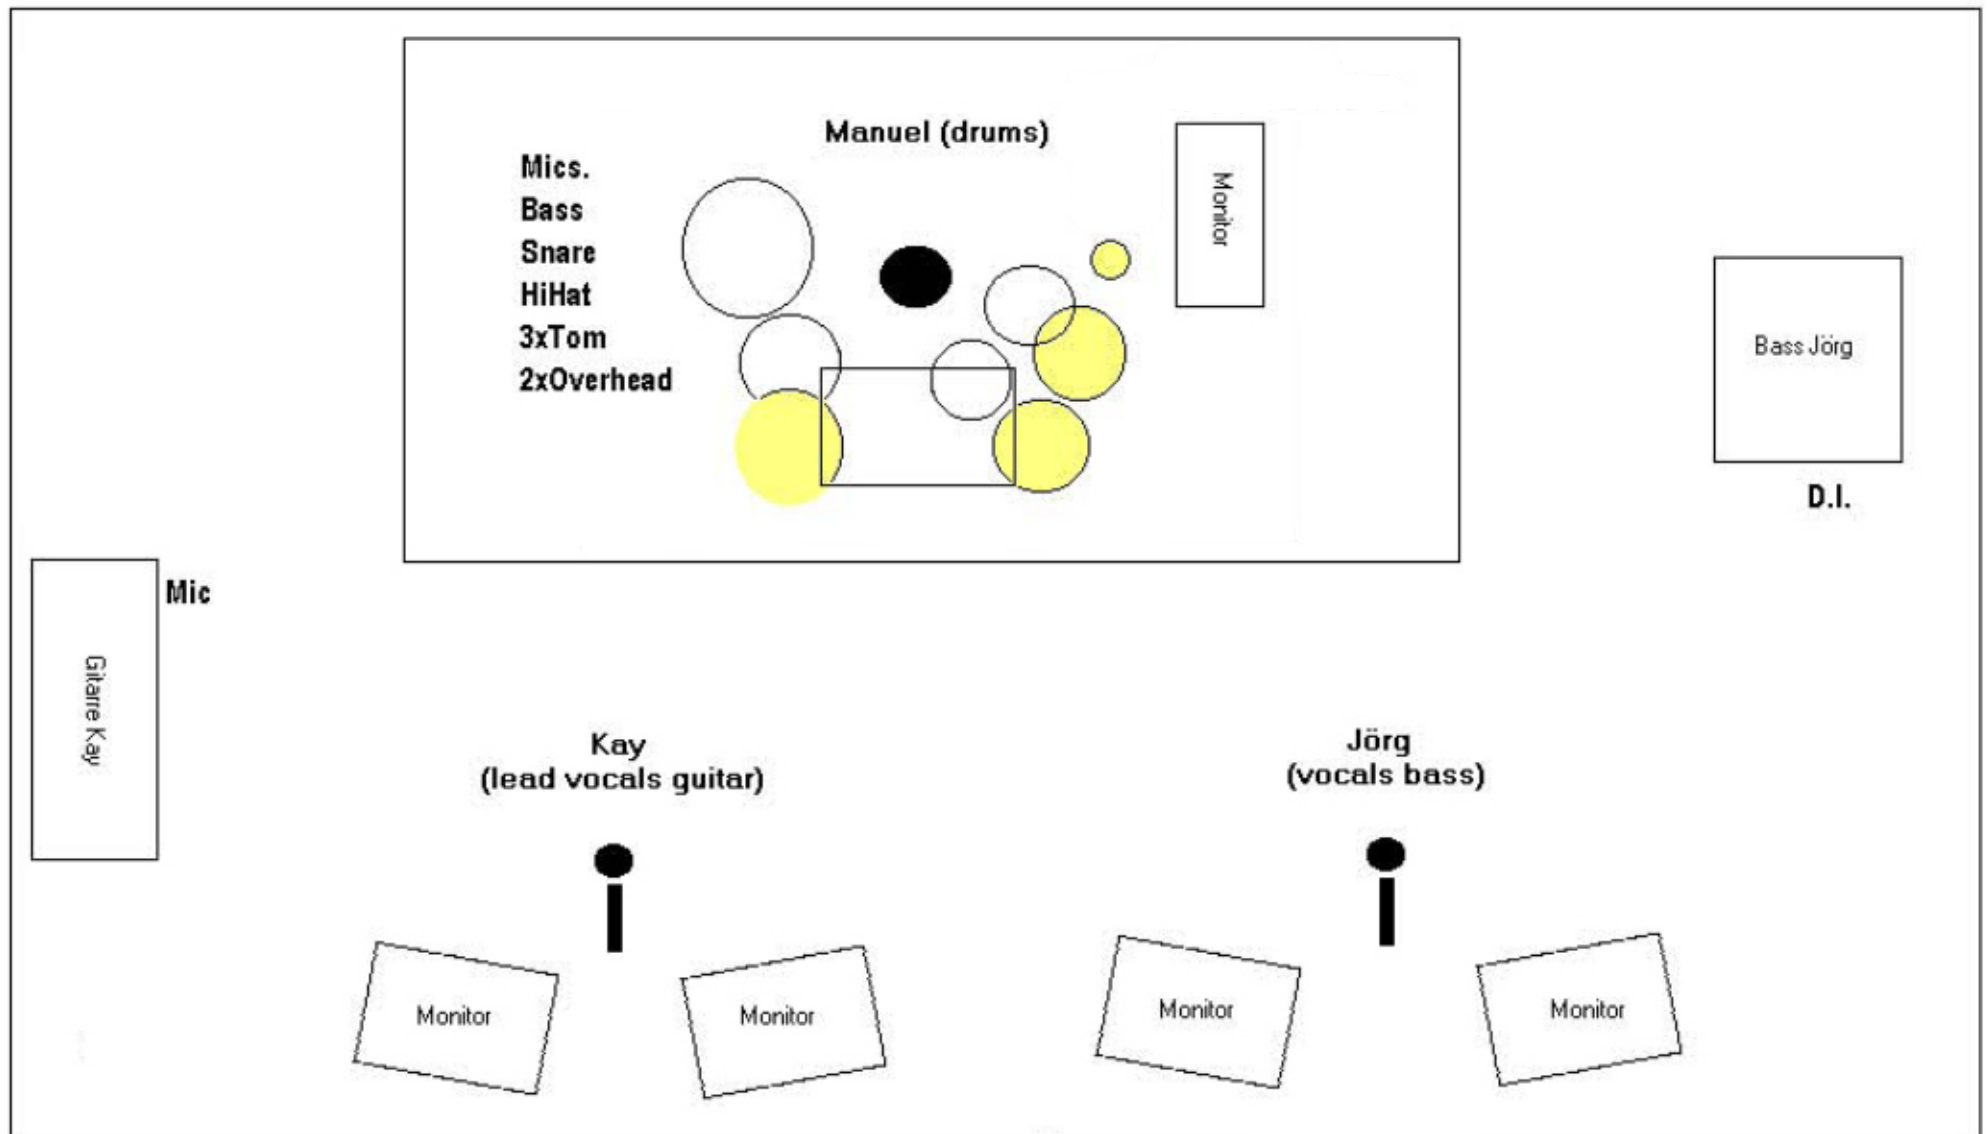 Manuel (drums)
Mics.
Bass
Snare
HiHat
3xTom
2xOverhead
Monitor
Bass Jörg
D.I.
Mic
Gitarre Kay
Kay
(lead vocals guitar)
Jörg
(vocals bass)
Monitor
Monitor
Monitor
Monitor